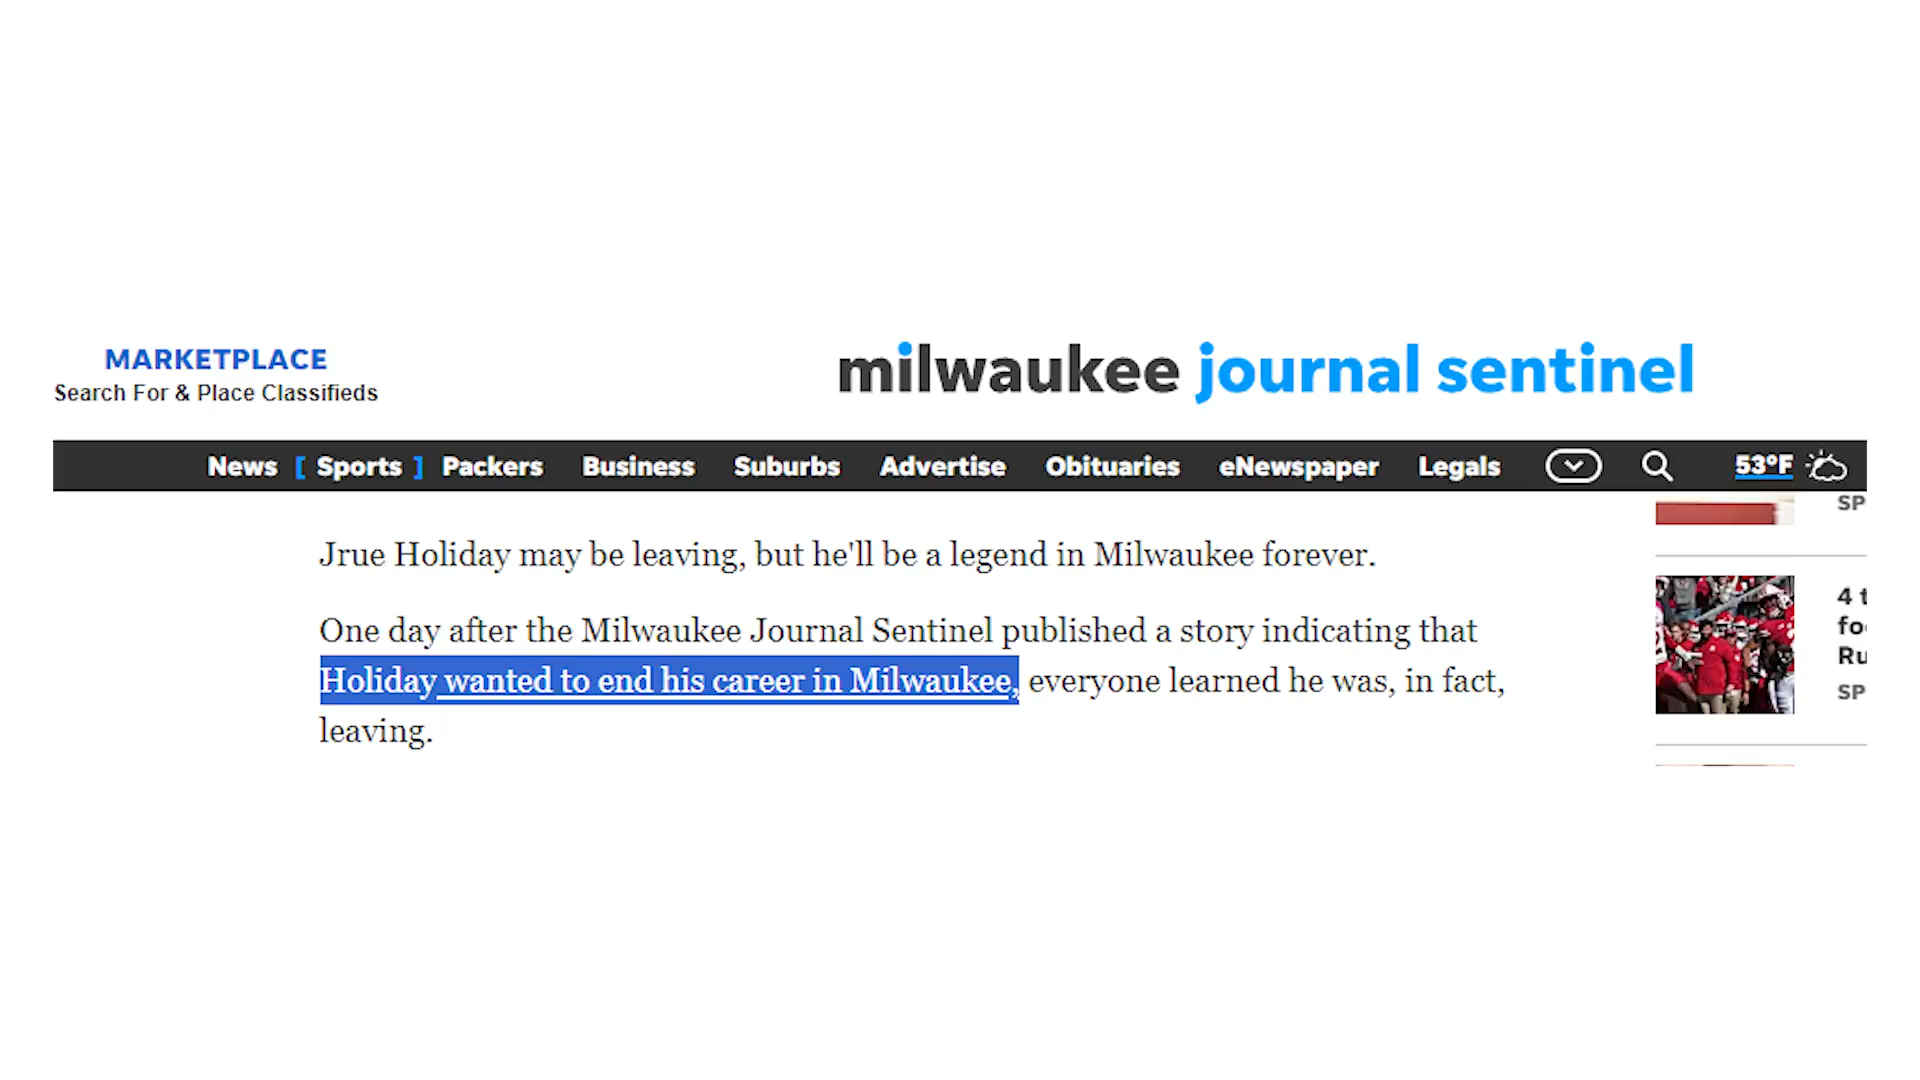 MARKETPLACE
Search For & Place Classifieds
milwaukee journal sentinel
News [ Sports ] Packers Business Suburbs Advertise Obituaries eNewspaper Legals 53°F
SP
Jrue Holiday may be leaving, but he'll be a legend in Milwaukee forever.
One day after the Milwaukee Journal Sentinel published a story indicating that
Holiday wanted to end his career in Milwaukee, everyone learned he was, in fact,
leaving.
4 t
fo
Ru
SP